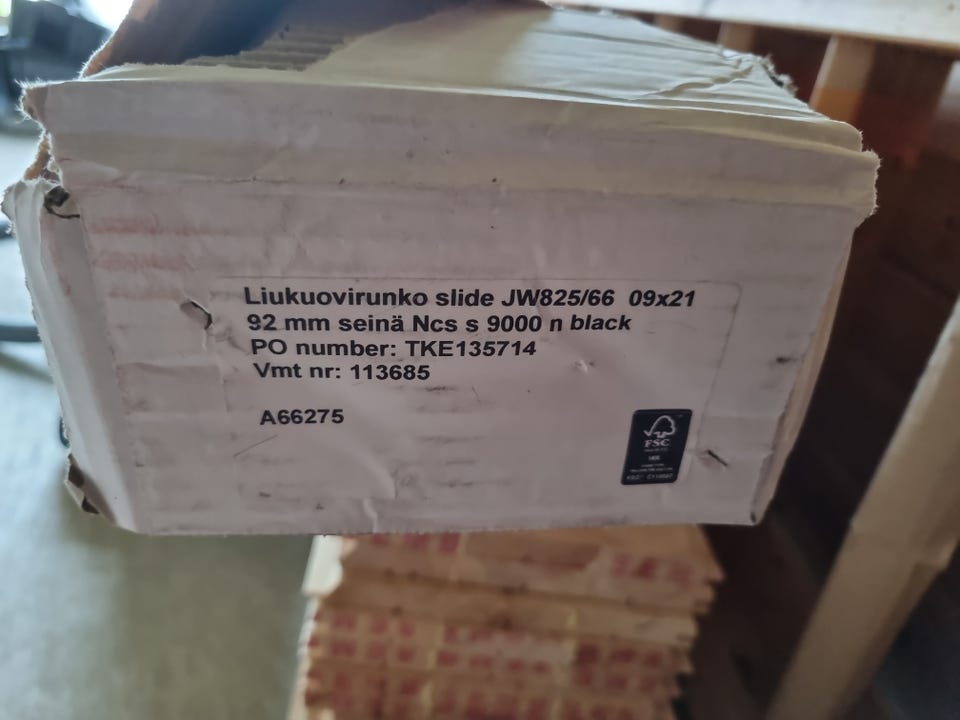 Liukuovirunko slide JW825/66 09x21
92 mm seinä Ncs s 9000 n black
PO number: TKE135714
Vmt nr: 113685
A66275
FSC